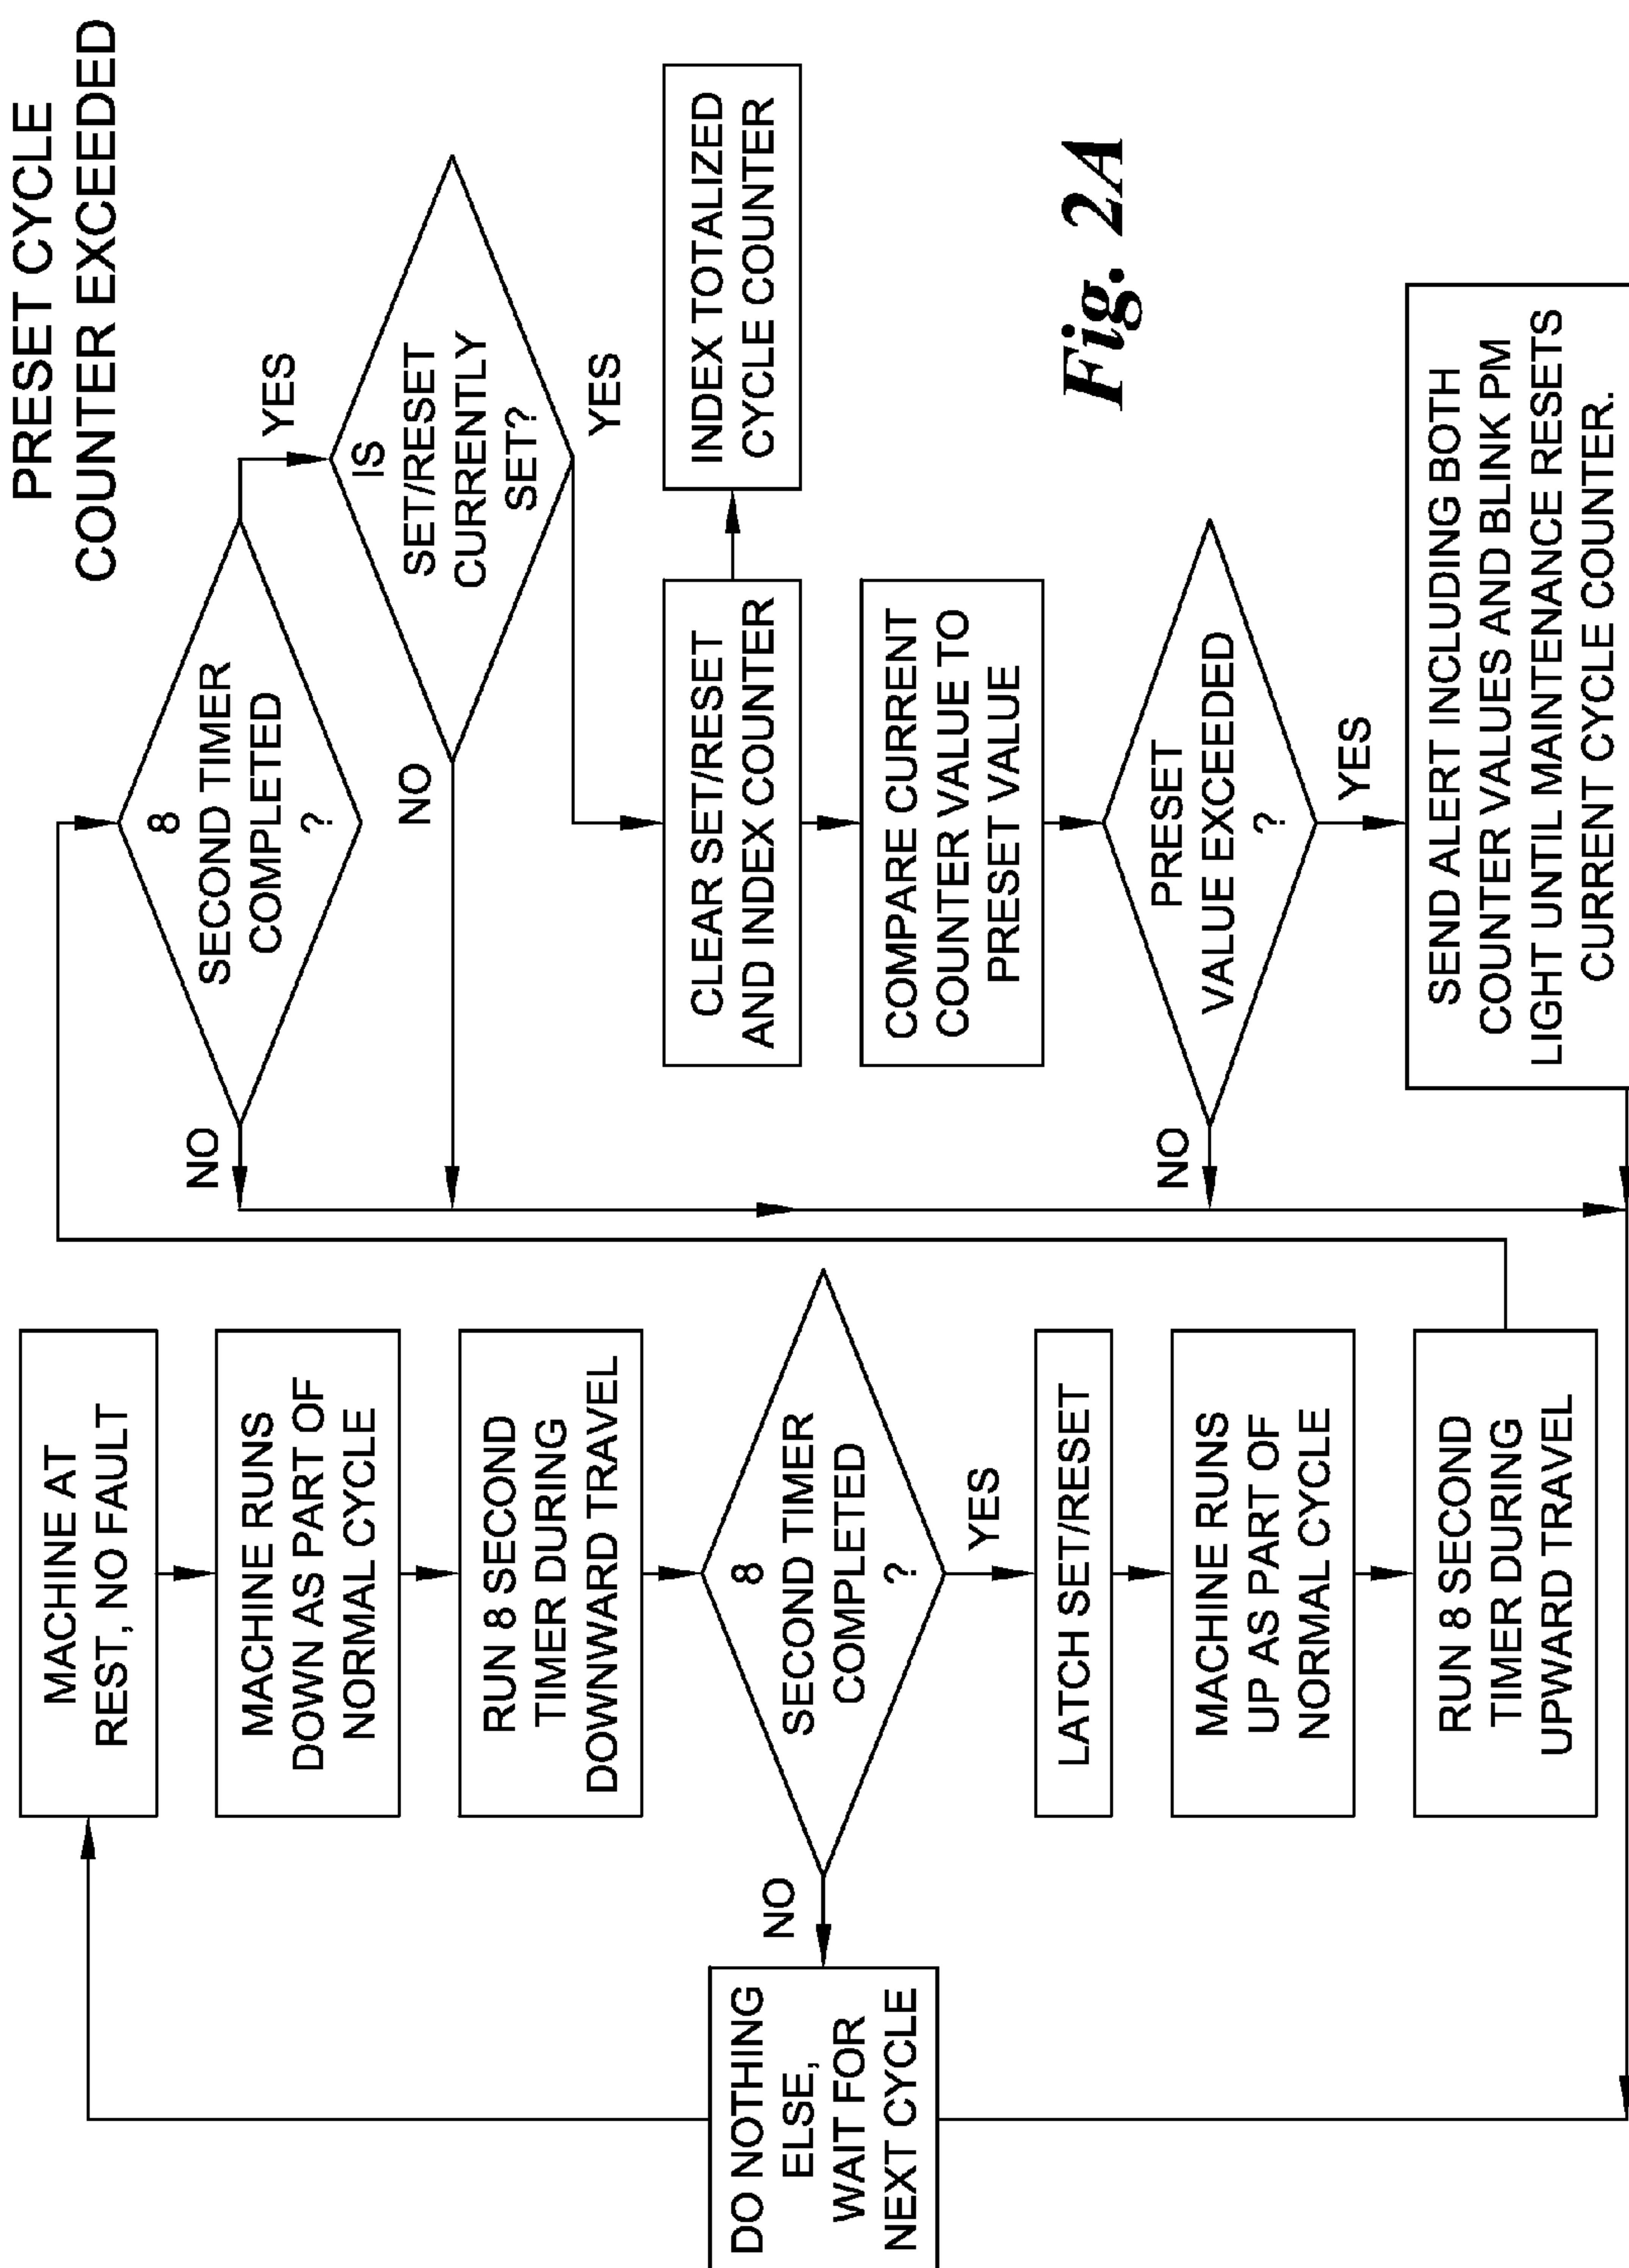 PRESET CYCLE
COUNTER EXCEEDED
MACHINE AT
REST, NO FAULT
MACHINE RUNS
DOWN AS PART OF
NORMAL CYCLE
RUN 8 SECOND
TIMER DURING
DOWNWARD TRAVEL
8
SECOND TIMER
COMPLETED
?
NO
DO NOTHING
ELSE,
WAIT FOR
NEXT CYCLE
YES
LATCH SET/RESET
MACHINE RUNS
UP AS PART OF
NORMAL CYCLE
RUN 8 SECOND
TIMER DURING
UPWARD TRAVEL
8
SECOND TIMER
COMPLETED
?
NO
YES
IS
SET/RESET
CURRENTLY
SET?
NO
YES
CLEAR SET/RESET
AND INDEX COUNTER
INDEX TOTALIZED
CYCLE COUNTER
COMPARE CURRENT
COUNTER VALUE TO
PRESET VALUE
PRESET
VALUE EXCEEDED
?
NO
YES
SEND ALERT INCLUDING BOTH
COUNTER VALUES AND BLINK PM
LIGHT UNTIL MAINTENANCE RESETS
CURRENT CYCLE COUNTER.
Fig. 2A